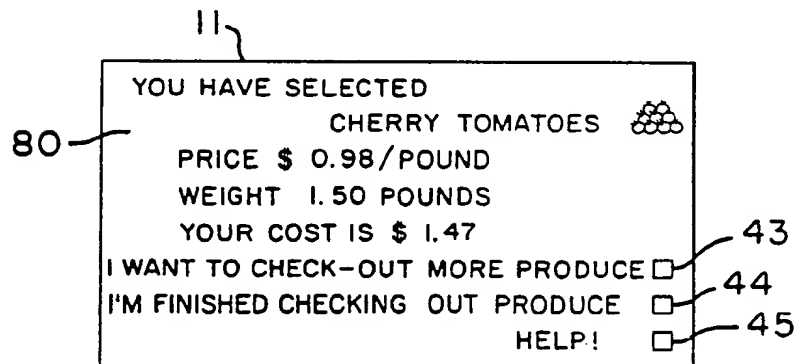 11
YOU HAVE SELECTED
80
CHERRY TOMATOES
PRICE $ 0.98/POUND
WEIGHT 1.50 POUNDS
YOUR COST IS $ 1.47
I WANT TO CHECK-OUT MORE PRODUCE 43
I'M FINISHED CHECKING OUT PRODUCE 44
HELP! 45